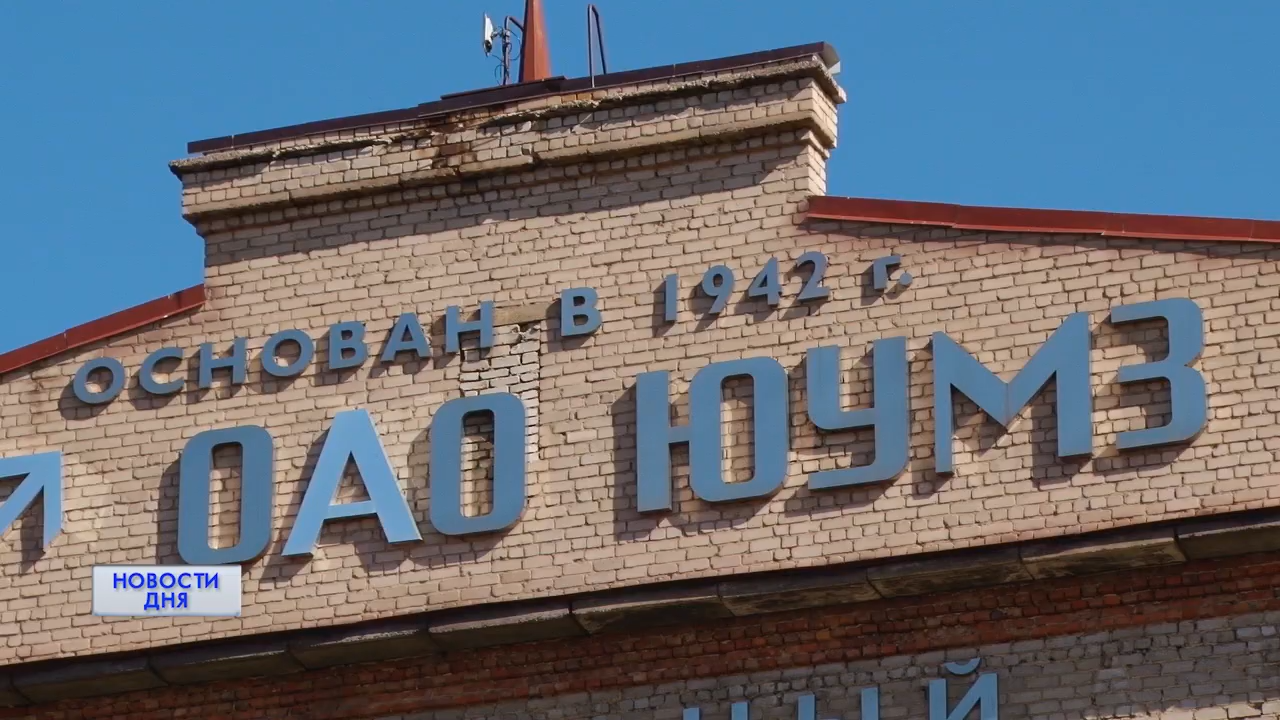 ОСНОВАН В 1942 г.
ОАО ЮУМЗ
НОВОСТИ
ДНЯ